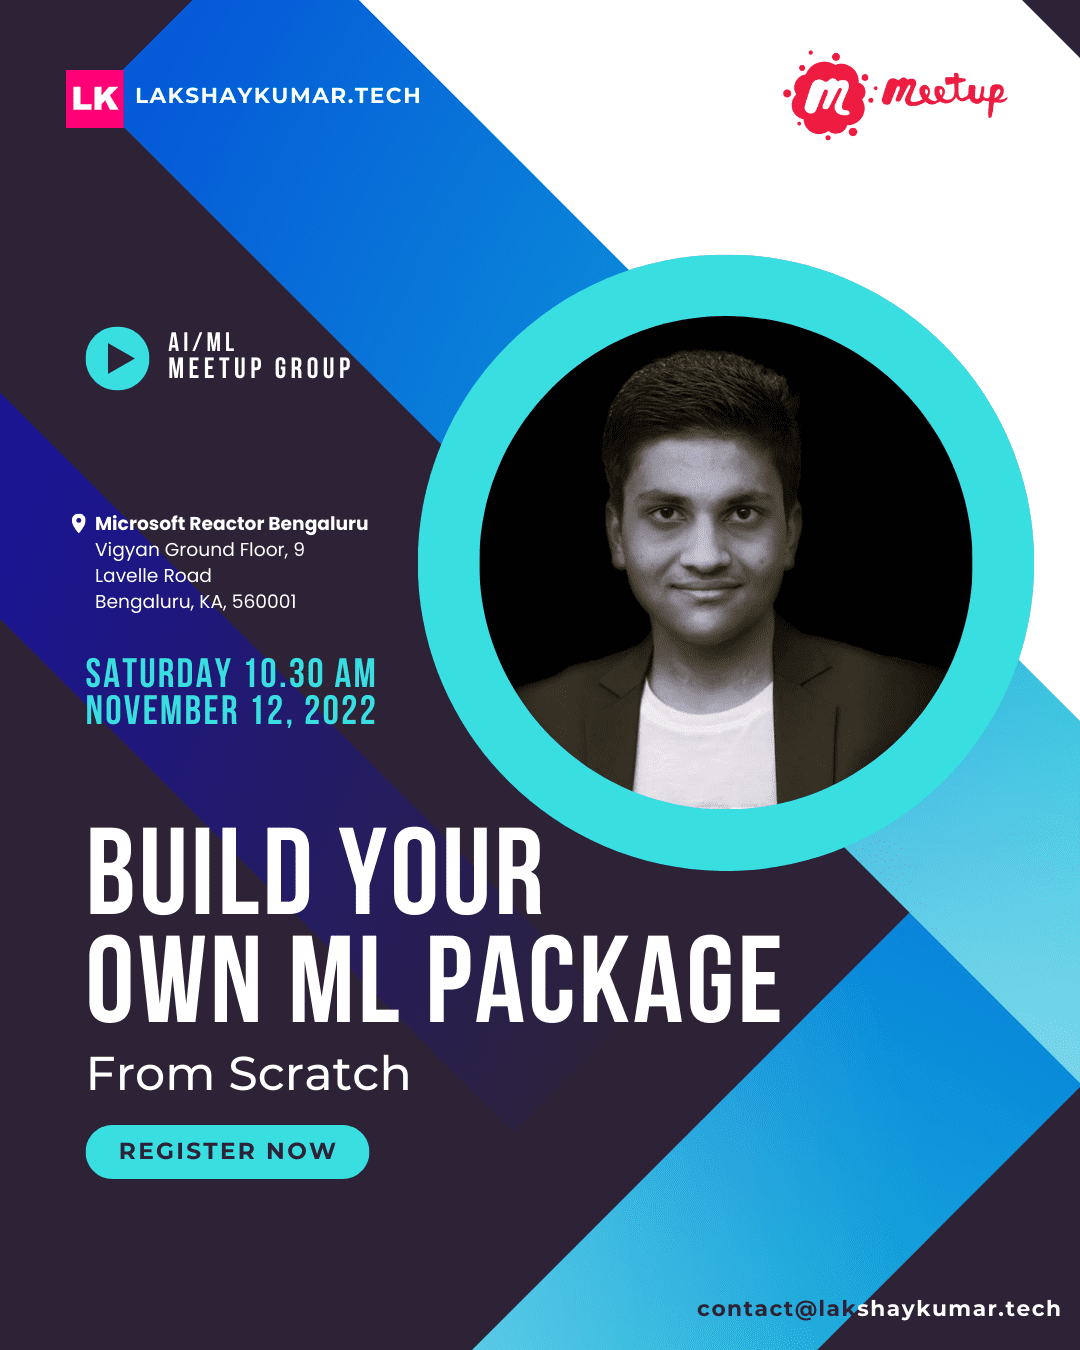 LK LAKSHAYKUMAR.TECH
m meetup
AI/ML
MEETUP GROUP
Microsoft Reactor Bengaluru
Vigyan Ground Floor, 9
Lavelle Road
Bengaluru, KA, 560001
SATURDAY 10.30 AM
NOVEMBER 12, 2022
BUILD YOUR
OWN ML PACKAGE
From Scratch
REGISTER NOW
contact@lakshaykumar.tech